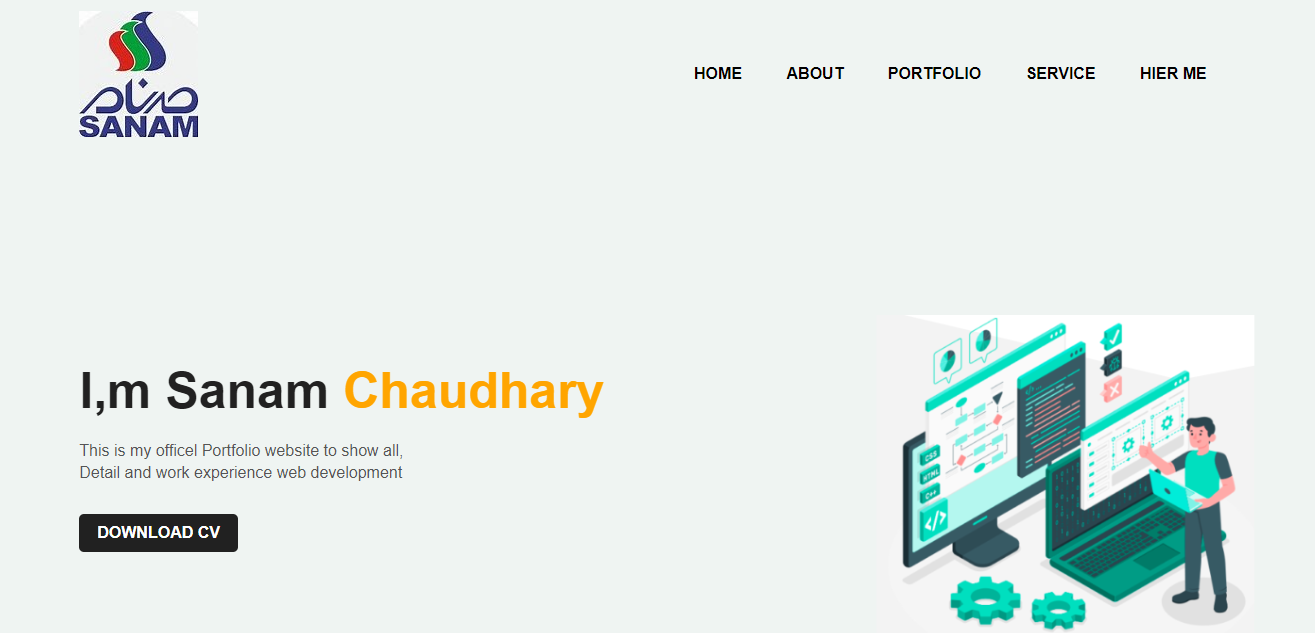 صنام
SANAM
HOME ABOUT PORTFOLIO SERVICE HIER ME
I,m Sanam Chaudhary
This is my officel Portfolio website to show all,
Detail and work experience web development
DOWNLOAD CV
CSS
HTML
C++
</>